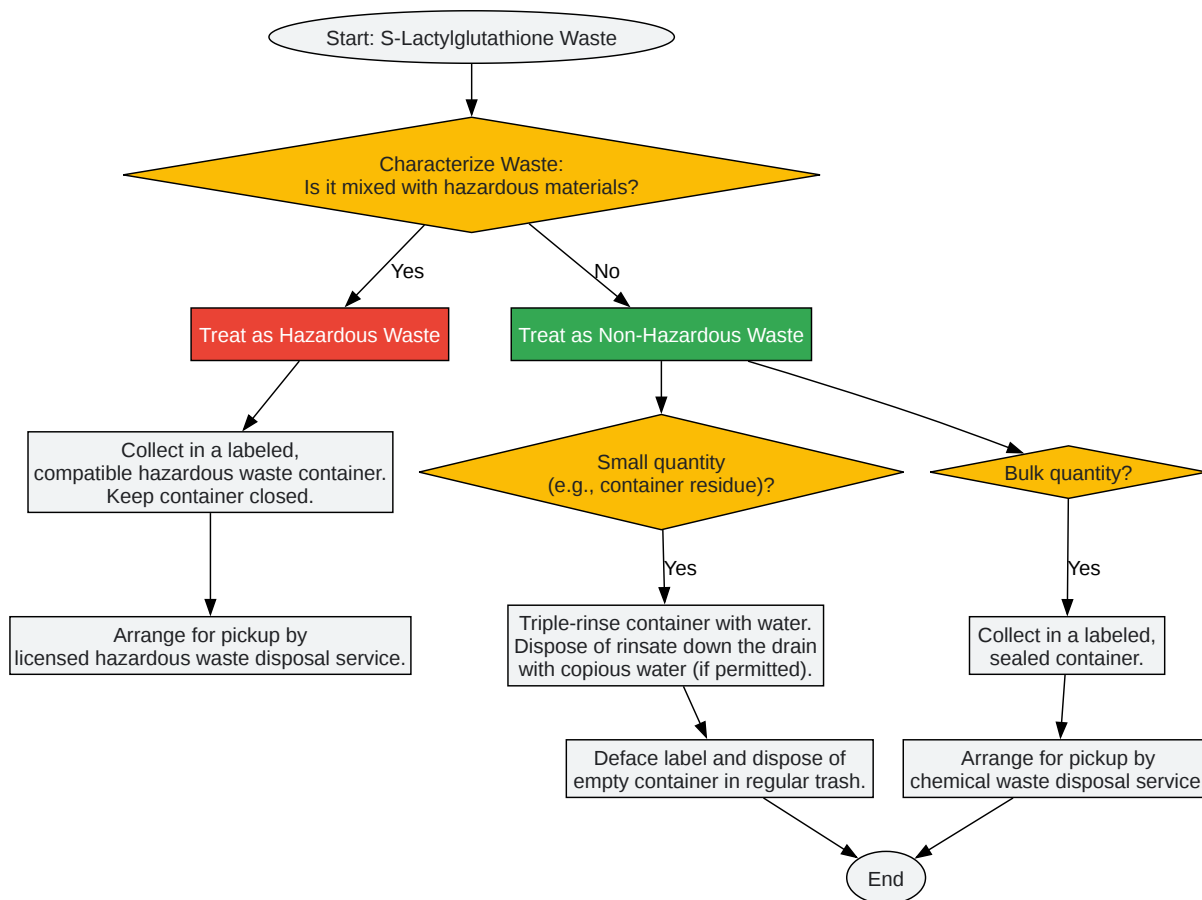 Start: S-Lactylglutathione Waste
Characterize Waste:
Is it mixed with hazardous materials?
Yes
No
Treat as Hazardous Waste
Treat as Non-Hazardous Waste
Collect in a labeled,
compatible hazardous waste container.
Keep container closed.
Small quantity
(e.g., container residue)?
Bulk quantity?
Yes
Yes
Arrange for pickup by
licensed hazardous waste disposal service.
Triple-rinse container with water.
Dispose of rinsate down the drain
with copious water (if permitted).
Collect in a labeled,
sealed container.
Deface label and dispose of
empty container in regular trash.
Arrange for pickup by
chemical waste disposal service
End